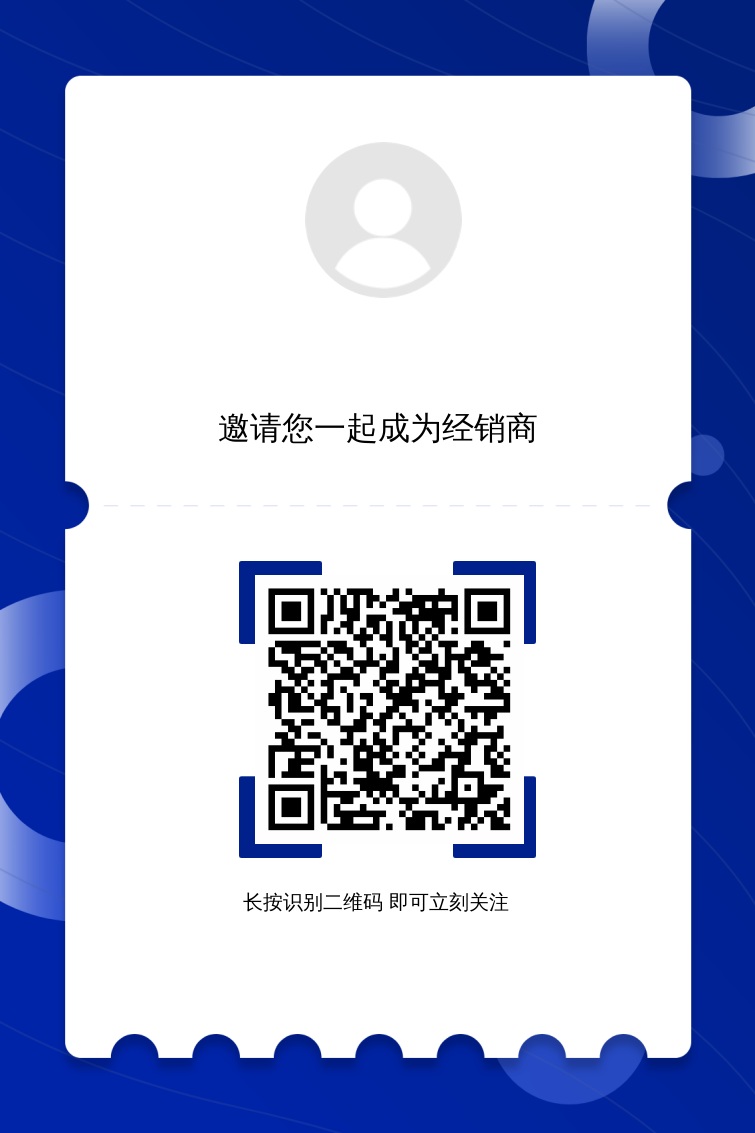 邀请您一起成为经销商
长按识别二维码 即可立刻关注